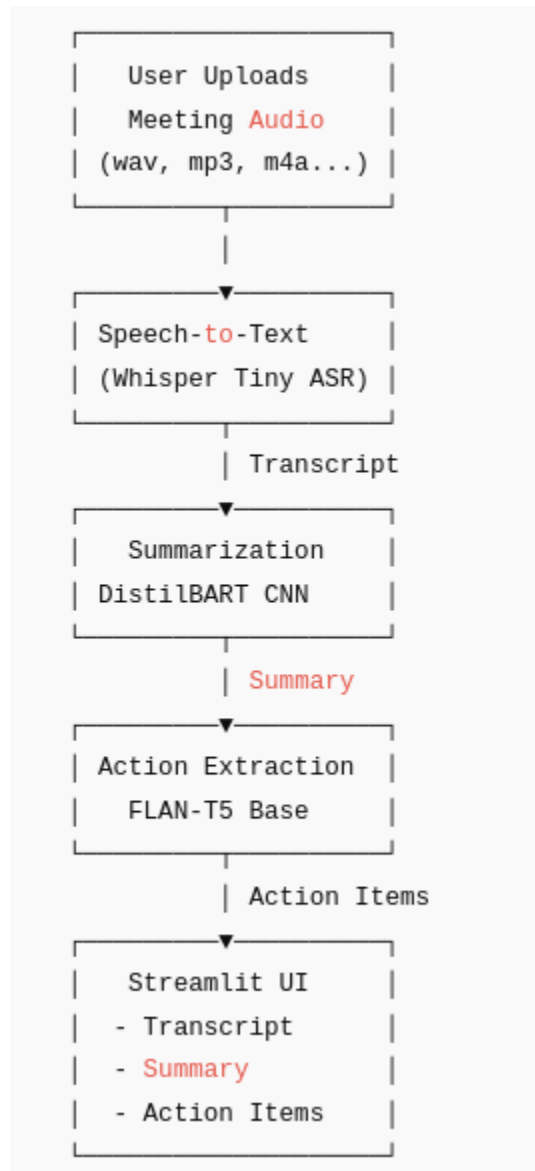 User Uploads
Meeting Audio
(wav, mp3, m4a...)
Speech-to-Text
(Whisper Tiny ASR)
Transcript
Summarization
DistilBART CNN
Summary
Action Extraction
FLAN-T5 Base
Action Items
Streamlit UI
- Transcript
- Summary
- Action Items